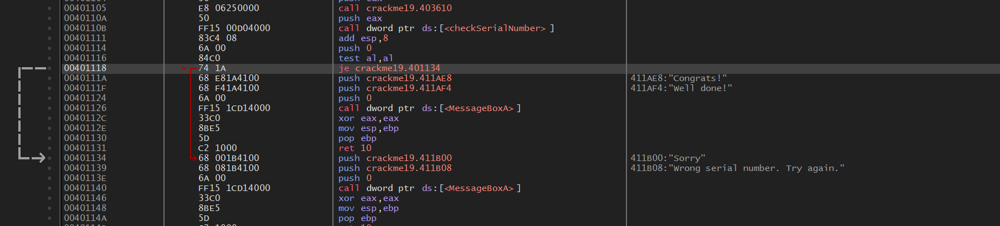 push eax
00401105 E8 06250000 call crackme19.403610
0040110A 50 push eax
0040110B FF15 00D04000 call dword ptr ds:[<checkSerialNumber>]
00401111 83C4 08 add esp,8
00401114 6A 00 push 0
00401116 84C0 test al,al
00401118 74 1A je crackme19.401134
0040111A 68 E81A4100 push crackme19.411AE8 411AE8:"Congrats!"
0040111F 68 F41A4100 push crackme19.411AF4 411AF4:"Well done!"
00401124 6A 00 push 0
00401126 FF15 1CD14000 call dword ptr ds:[<MessageBoxA>]
0040112C 33C0 xor eax,eax
0040112E 8BE5 mov esp,ebp
00401130 5D pop ebp
00401131 C2 1000 ret 10
00401134 68 001B4100 push crackme19.411B00 411B00:"Sorry"
00401139 68 081B4100 push crackme19.411B08 411B08:"Wrong serial number. Try again."
0040113E 6A 00 push 0
00401140 FF15 1CD14000 call dword ptr ds:[<MessageBoxA>]
00401146 33C0 xor eax,eax
00401148 8BE5 mov esp,ebp
0040114A 5D pop ebp